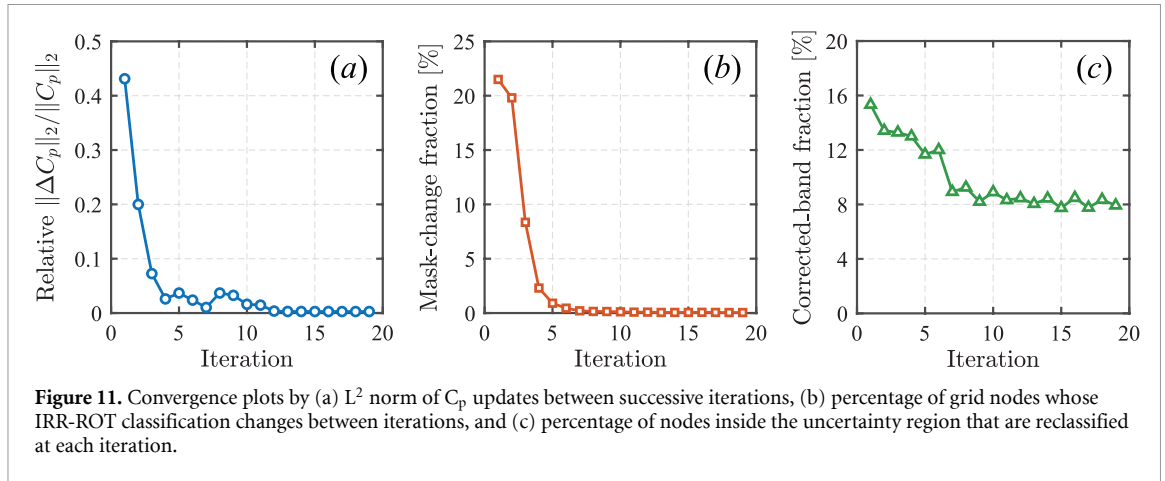 (a)
Relative ||ΔC_p||_2/||C_p||_2
0.5
0.4
0.3
0.2
0.1
0
0 5 10 15 20
Iteration
(b)
Mask-change fraction [%]
25
20
15
10
5
0
0 5 10 15 20
Iteration
(c)
Corrected-band fraction [%]
20
16
12
8
4
0
0 5 10 15 20
Iteration
Figure 11. Convergence plots by (a) L² norm of Cₚ updates between successive iterations, (b) percentage of grid nodes whose
IRR-ROT classification changes between iterations, and (c) percentage of nodes inside the uncertainty region that are reclassified
at each iteration.